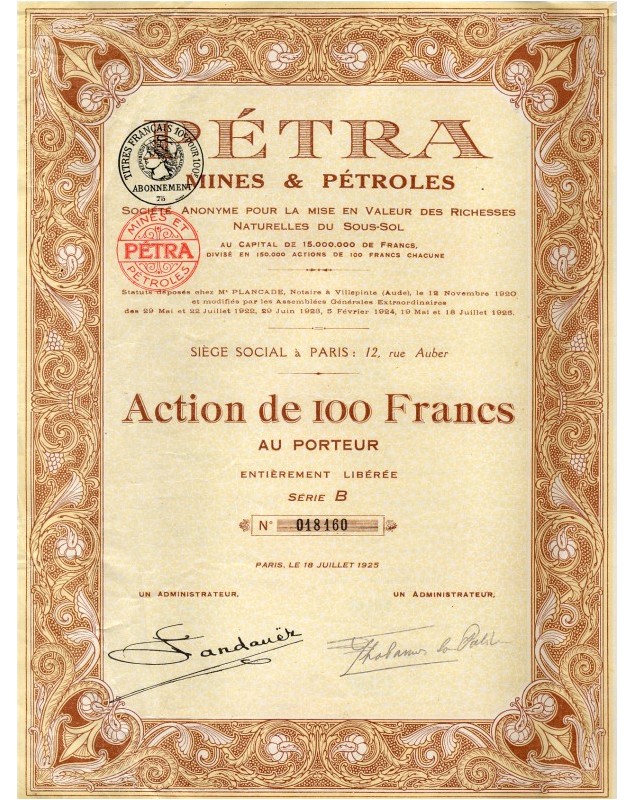 PÉTRA
MINES & PÉTROLES
SOCIÉTÉ ANONYME POUR LA MISE EN VALEUR DES RICHESSES
NATURELLES DU SOUS-SOL
AU CAPITAL DE 15.000.000 DE FRANCS,
DIVISÉ EN 150.000 ACTIONS DE 100 FRANCS CHACUNE
TITRES FRANÇAIS 10c POUR 100f
ABONNEMENT
75
MINES ET
PÉTRA
PÉTROLES
Statuts déposés chez Me PLANCADE, Notaire à Villepinte (Aude), le 12 Novembre 1920
et modifiés par les Assemblées Générales Extraordinaires
des 29 Mai et 22 Juillet 1922, 29 Juin 1923, 5 Février 1924, 19 Mai et 18 Juillet 1925.
SIÈGE SOCIAL à PARIS : 12, rue Auber
Action de 100 Francs
AU PORTEUR
ENTIÈREMENT LIBÉRÉE
SÉRIE B
N° 018160
PARIS, LE 18 JUILLET 1925
UN ADMINISTRATEUR, UN ADMINISTRATEUR,
Landauër